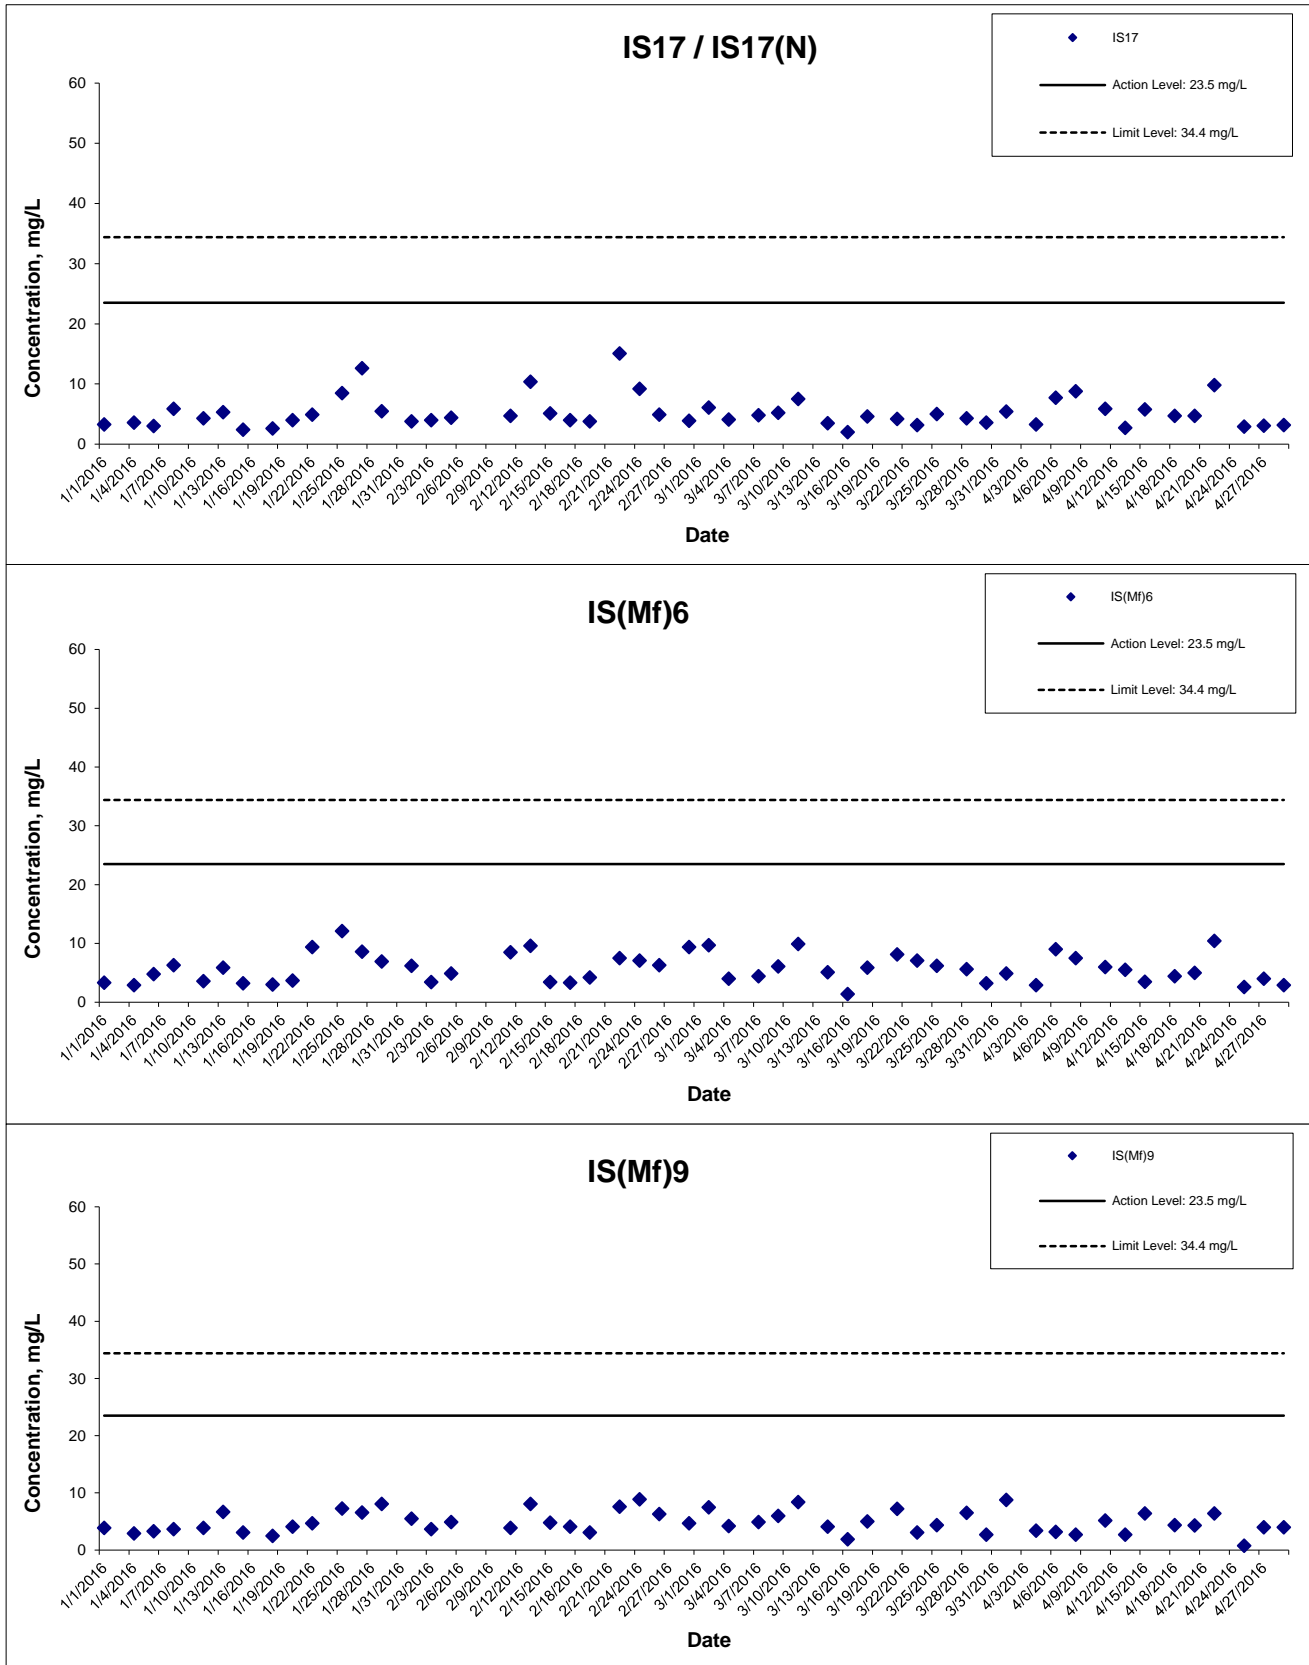 IS17 / IS17(N)
IS17
Action Level: 23.5 mg/L
Limit Level: 34.4 mg/L
Concentration, mg/L
60
50
40
30
20
10
0
1/1/2016 1/4/2016 1/7/2016 1/10/2016 1/13/2016 1/16/2016 1/19/2016 1/22/2016 1/25/2016 1/28/2016 1/31/2016 2/3/2016 2/6/2016 2/9/2016 2/12/2016 2/15/2016 2/18/2016 2/21/2016 2/24/2016 2/27/2016 3/1/2016 3/4/2016 3/7/2016 3/10/2016 3/13/2016 3/16/2016 3/19/2016 3/22/2016 3/25/2016 3/28/2016 3/31/2016 4/3/2016 4/6/2016 4/9/2016 4/12/2016 4/15/2016 4/18/2016 4/21/2016 4/24/2016 4/27/2016
Date
IS(Mf)6
IS(Mf)6
Action Level: 23.5 mg/L
Limit Level: 34.4 mg/L
Concentration, mg/L
60
50
40
30
20
10
0
1/1/2016 1/4/2016 1/7/2016 1/10/2016 1/13/2016 1/16/2016 1/19/2016 1/22/2016 1/25/2016 1/28/2016 1/31/2016 2/3/2016 2/6/2016 2/9/2016 2/12/2016 2/15/2016 2/18/2016 2/21/2016 2/24/2016 2/27/2016 3/1/2016 3/4/2016 3/7/2016 3/10/2016 3/13/2016 3/16/2016 3/19/2016 3/22/2016 3/25/2016 3/28/2016 3/31/2016 4/3/2016 4/6/2016 4/9/2016 4/12/2016 4/15/2016 4/18/2016 4/21/2016 4/24/2016 4/27/2016
Date
IS(Mf)9
IS(Mf)9
Action Level: 23.5 mg/L
Limit Level: 34.4 mg/L
Concentration, mg/L
60
50
40
30
20
10
0
1/1/2016 1/4/2016 1/7/2016 1/10/2016 1/13/2016 1/16/2016 1/19/2016 1/22/2016 1/25/2016 1/28/2016 1/31/2016 2/3/2016 2/6/2016 2/9/2016 2/12/2016 2/15/2016 2/18/2016 2/21/2016 2/24/2016 2/27/2016 3/1/2016 3/4/2016 3/7/2016 3/10/2016 3/13/2016 3/16/2016 3/19/2016 3/22/2016 3/25/2016 3/28/2016 3/31/2016 4/3/2016 4/6/2016 4/9/2016 4/12/2016 4/15/2016 4/18/2016 4/21/2016 4/24/2016 4/27/2016
Date